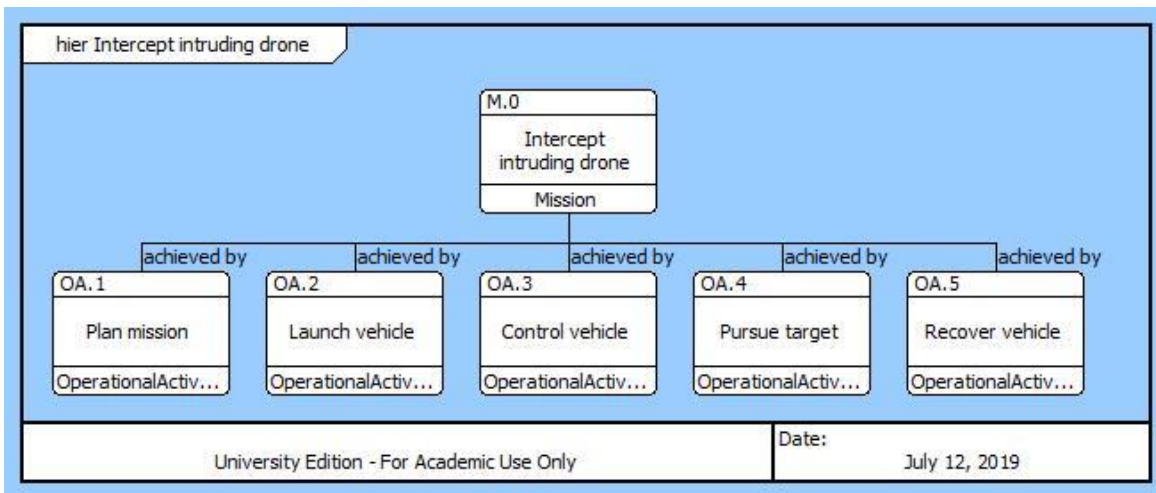 hier Intercept intruding drone
M.0
Intercept
intruding drone
Mission
achieved by
achieved by
achieved by
achieved by
achieved by
OA.1
Plan mission
OperationalActiv...
OA.2
Launch vehicle
OperationalActiv...
OA.3
Control vehicle
OperationalActiv...
OA.4
Pursue target
OperationalActiv...
OA.5
Recover vehicle
OperationalActiv...
University Edition - For Academic Use Only
Date:
July 12, 2019